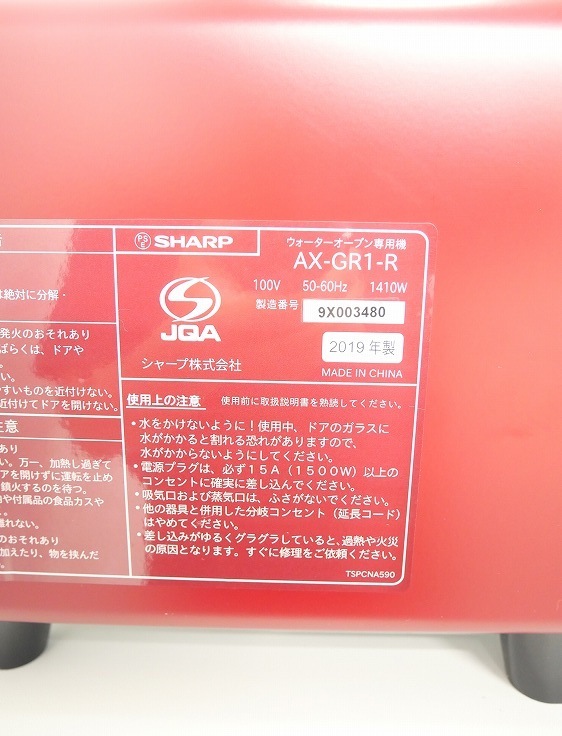 告
は絶対に分解・
発火のおそれあり
ばらくは、ドアや
い。
すいものを近付けない。
近付けてドアを開けない。
注意
あり
い。万一、加熱し過ぎて
アを開けずに運転を止め
鎮火するのを待つ。
や付属品の食品カスや
。
触れない。
のおそれあり
加えたり、物を挟んだ
い。
PSE SHARP
ウォーターオーブン専用機
AX-GR1-R
100V 50-60Hz 1410W
製造番号 9X003480
JQA
シャープ株式会社
2019年製
MADE IN CHINA
使用上の注意 使用前に取扱説明書を熟読してください。
・水をかけないように！使用中、ドアのガラスに
水がかかると割れる恐れがありますので、
水がかからないようにしてください。
・電源プラグは、必ず15A（1500W）以上の
コンセントに確実に差し込んでください。
・吸気口および蒸気口は、ふさがないでください。
・他の器具と併用した分岐コンセント（延長コード）
はやめてください。
・差し込みがゆるくグラグラしていると、過熱や火災
の原因となります。すぐに修理をご依頼ください。
TSPCNA590